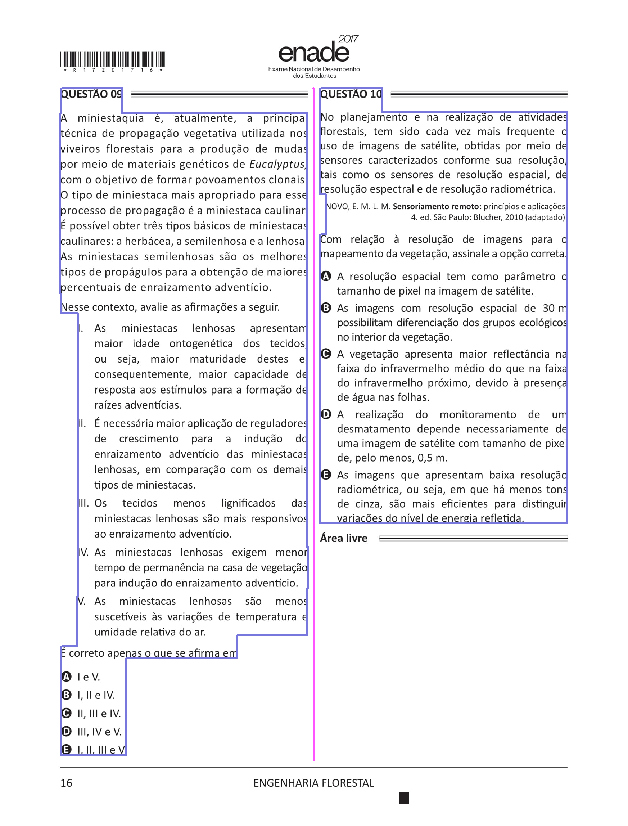 *R1720171 6*
enade 2017
Exame Nacional de Desempenho
dos Estudantes
QUESTÃO 09
A miniestaquia é, atualmente, a principal
técnica de propagação vegetativa utilizada nos
viveiros florestais para a produção de mudas
por meio de materiais genéticos de Eucalyptus,
com o objetivo de formar povoamentos clonais.
O tipo de miniestaca mais apropriado para esse
processo de propagação é a miniestaca caulinar.
É possível obter três tipos básicos de miniestacas
caulinares: a herbácea, a semilenhosa e a lenhosa.
As miniestacas semilenhosas são os melhores
tipos de propágulos para a obtenção de maiores
percentuais de enraizamento adventício.
Nesse contexto, avalie as afirmações a seguir.
I. As miniestacas lenhosas apresentam
maior idade ontogenética dos tecidos,
ou seja, maior maturidade destes e,
consequentemente, maior capacidade de
resposta aos estímulos para a formação de
raízes adventícias.
II. É necessária maior aplicação de reguladores
de crescimento para a indução do
enraizamento adventício das miniestacas
lenhosas, em comparação com os demais
tipos de miniestacas.
III. Os tecidos menos lignificados das
miniestacas lenhosas são mais responsivos
ao enraizamento adventício.
IV. As miniestacas lenhosas exigem menor
tempo de permanência na casa de vegetação
para indução do enraizamento adventício.
V. As miniestacas lenhosas são menos
suscetíveis às variações de temperatura e
umidade relativa do ar.
É correto apenas o que se afirma em
A I e V.
B I, II e IV.
C II, III e IV.
D III, IV e V.
E I, II, III e V.
QUESTÃO 10
No planejamento e na realização de atividades
florestais, tem sido cada vez mais frequente o
uso de imagens de satélite, obtidas por meio de
sensores caracterizados conforme sua resolução,
tais como os sensores de resolução espacial, de
resolução espectral e de resolução radiométrica.
NOVO, E. M. L. M. Sensoriamento remoto: princípios e aplicações.
4. ed. São Paulo: Blucher, 2010 (adaptado).
Com relação à resolução de imagens para o
mapeamento da vegetação, assinale a opção correta.
A A resolução espacial tem como parâmetro o
tamanho de pixel na imagem de satélite.
B As imagens com resolução espacial de 30 m
possibilitam diferenciação dos grupos ecológicos
no interior da vegetação.
C A vegetação apresenta maior reflectância na
faixa do infravermelho médio do que na faixa
do infravermelho próximo, devido à presença
de água nas folhas.
D A realização do monitoramento de um
desmatamento depende necessariamente de
uma imagem de satélite com tamanho de pixel
de, pelo menos, 0,5 m.
E As imagens que apresentam baixa resolução
radiométrica, ou seja, em que há menos tons
de cinza, são mais eficientes para distinguir
variações do nível de energia refletida.
Área livre
16
ENGENHARIA FLORESTAL